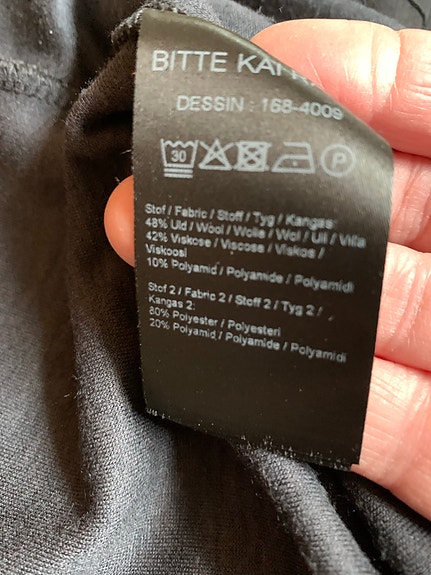 BITTE KAI
DESSIN : 168-4009
30 P
Stof / Fabric / Stoff / Tyg / Kangas:
48% Uld / Wool / Wolle / Wol / Ull / Villa
42% Viskose / Viscose / Viskos /
Viskoosi
10% Polyamid / Polyamide / Polyamidi
Stof 2 / Fabric 2 / Stoff 2 / Tyg 2 /
Kangas 2:
80% Polyester / Polyesteri
20% Polyamid / Polyamide / Polyamidi